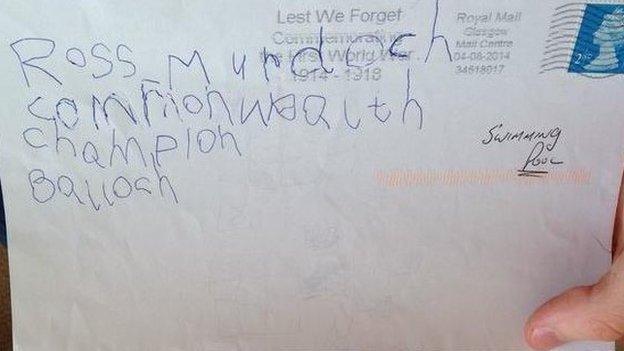 Lest We Forget
Commemorating
the First World War
1914 - 1918
Royal Mail
Glasgow
Mail Centre
04-08-2014
34518017
2nd
Ross Murdoch
commonwealth
champion
Balloch
SWIMMING
POOL